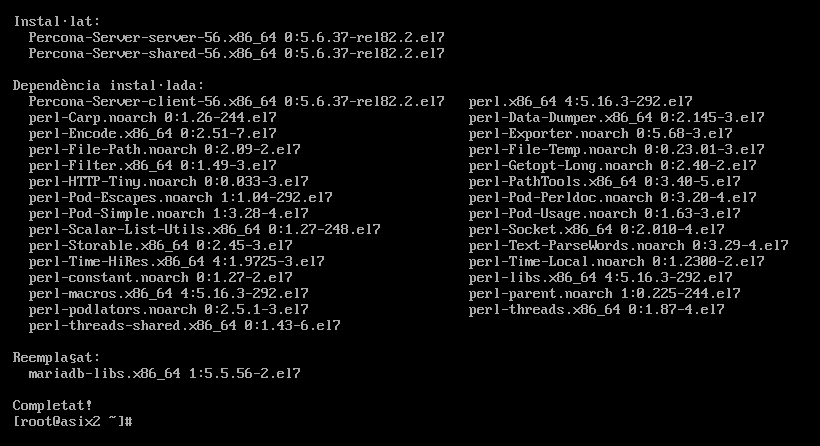 Instal·lat:
Percona-Server-server-56.x86_64 0:5.6.37-rel82.2.el7
Percona-Server-shared-56.x86_64 0:5.6.37-rel82.2.el7
Dependència instal·lada:
Percona-Server-client-56.x86_64 0:5.6.37-rel82.2.el7 perl.x86_64 4:5.16.3-292.el7
perl-Carp.noarch 0:1.26-244.el7 perl-Data-Dumper.x86_64 0:2.145-3.el7
perl-Encode.x86_64 0:2.51-7.el7 perl-Exporter.noarch 0:5.68-3.el7
perl-File-Path.noarch 0:2.09-2.el7 perl-File-Temp.noarch 0:0.23.01-3.el7
perl-Filter.x86_64 0:1.49-3.el7 perl-Getopt-Long.noarch 0:2.40-2.el7
perl-HTTP-Tiny.noarch 0:0.033-3.el7 perl-PathTools.x86_64 0:3.40-5.el7
perl-Pod-Escapes.noarch 1:1.04-292.el7 perl-Pod-Perldoc.noarch 0:3.20-4.el7
perl-Pod-Simple.noarch 1:3.28-4.el7 perl-Pod-Usage.noarch 0:1.63-3.el7
perl-Scalar-List-Utils.x86_64 0:1.27-248.el7 perl-Socket.x86_64 0:2.010-4.el7
perl-Storable.x86_64 0:2.45-3.el7 perl-Text-ParseWords.noarch 0:3.29-4.el7
perl-Time-HiRes.x86_64 4:1.9725-3.el7 perl-Time-Local.noarch 0:1.2300-2.el7
perl-constant.noarch 0:1.27-2.el7 perl-libs.x86_64 4:5.16.3-292.el7
perl-macros.x86_64 4:5.16.3-292.el7 perl-parent.noarch 1:0.225-244.el7
perl-podlators.noarch 0:2.5.1-3.el7 perl-threads.x86_64 0:1.87-4.el7
perl-threads-shared.x86_64 0:1.43-6.el7
Reemplaçat:
mariadb-libs.x86_64 1:5.5.56-2.el7
Completat!
[root@asix2 ~]#